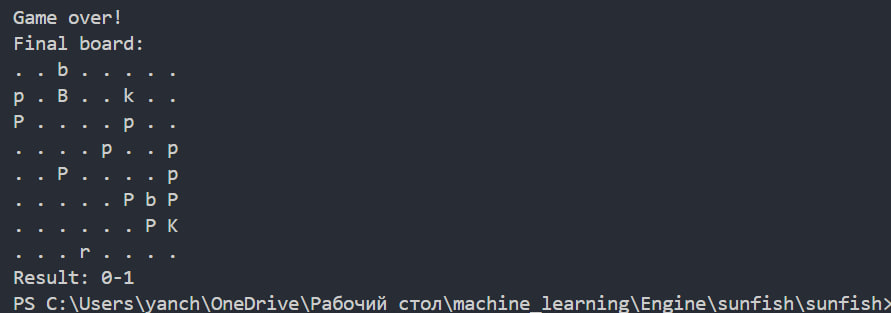 Game over!
Final board:
. . b . . . . .
p . B . . k . .
P . . . . p . .
. . . . p . . p
. . P . . . . p
. . . . . P b P
. . . . . . P K
. . . r . . . .
Result: 0-1
PS C:\Users\yanch\OneDrive\Рабочий стол\machine_learning\Engine\sunfish\sunfish>